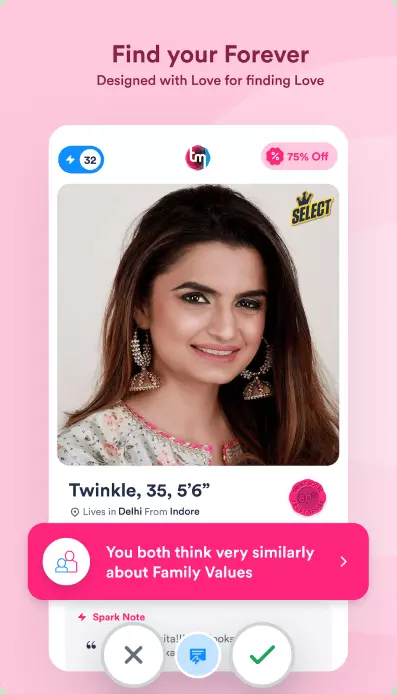 Find your Forever
Designed with Love for finding Love
32
tm
75% Off
SELECT
Twinkle, 35, 5’6”
Lives in Delhi From Indore
You both think very similarly
about Family Values
Spark Note
“